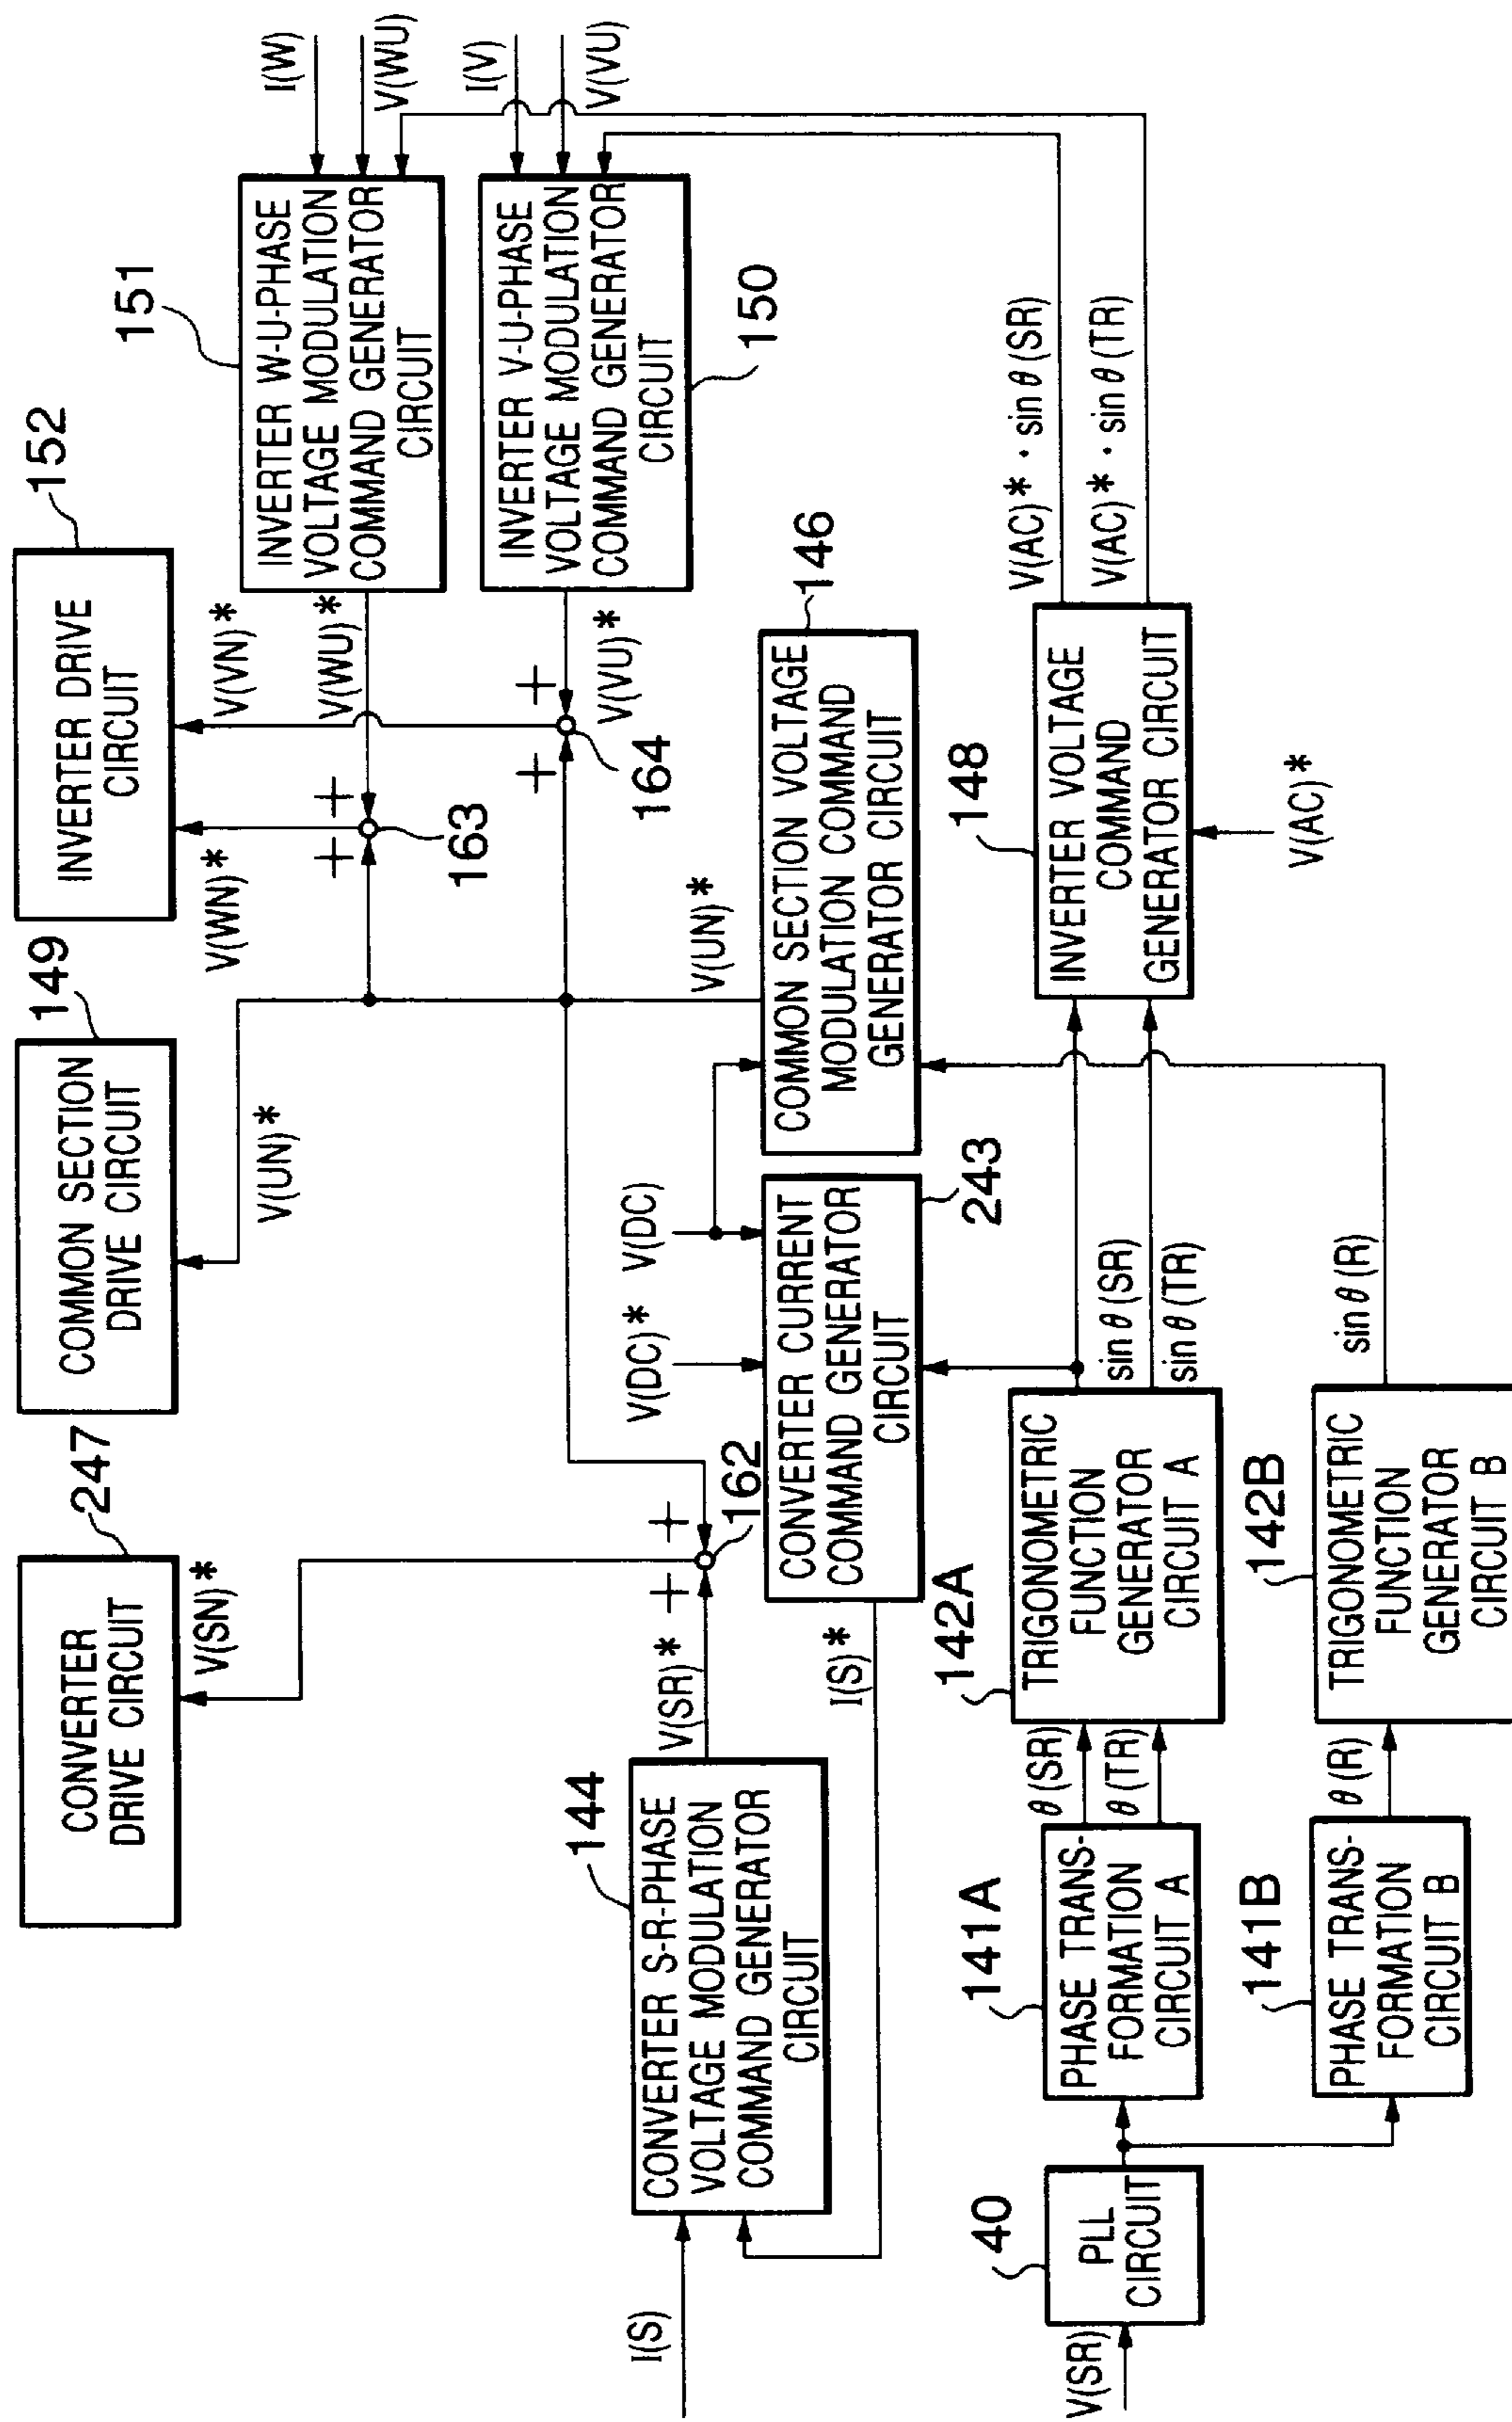 247
CONVERTER
DRIVE CIRCUIT
V(SN)*
149
COMMON SECTION
DRIVE CIRCUIT
V(UN)*
152
INVERTER DRIVE
CIRCUIT
V(WN)*
V(VN)*
151
INVERTER W-U-PHASE
VOLTAGE MODULATION
COMMAND GENERATOR
CIRCUIT
I(W)
V(WU)
V(WU)*
+
+
163
INVERTER V-U-PHASE
VOLTAGE MODULATION
COMMAND GENERATOR
CIRCUIT
150
I(V)
V(VU)
V(VU)*
+
+
164
144
CONVERTER S-R-PHASE
VOLTAGE MODULATION
COMMAND GENERATOR
CIRCUIT
I(S)
V(SR)*
+
+
162
I(S)*
V(DC)*
V(DC)
CONVERTER CURRENT
COMMAND GENERATOR
CIRCUIT
243
V(UN)*
146
COMMON SECTION VOLTAGE
MODULATION COMMAND
GENERATOR CIRCUIT
V(SR)
40
PLL
CIRCUIT
141A
PHASE TRANS-
FORMATION
CIRCUIT A
θ(SR)
θ(TR)
142A
TRIGONOMETRIC
FUNCTION
GENERATOR
CIRCUIT A
sin θ(SR)
sin θ(TR)
148
INVERTER VOLTAGE
COMMAND
GENERATOR CIRCUIT
V(AC)*
V(AC)* · sin θ(SR)
V(AC)* · sin θ(TR)
141B
PHASE TRANS-
FORMATION
CIRCUIT B
θ(R)
142B
TRIGONOMETRIC
FUNCTION
GENERATOR
CIRCUIT B
sin θ(R)